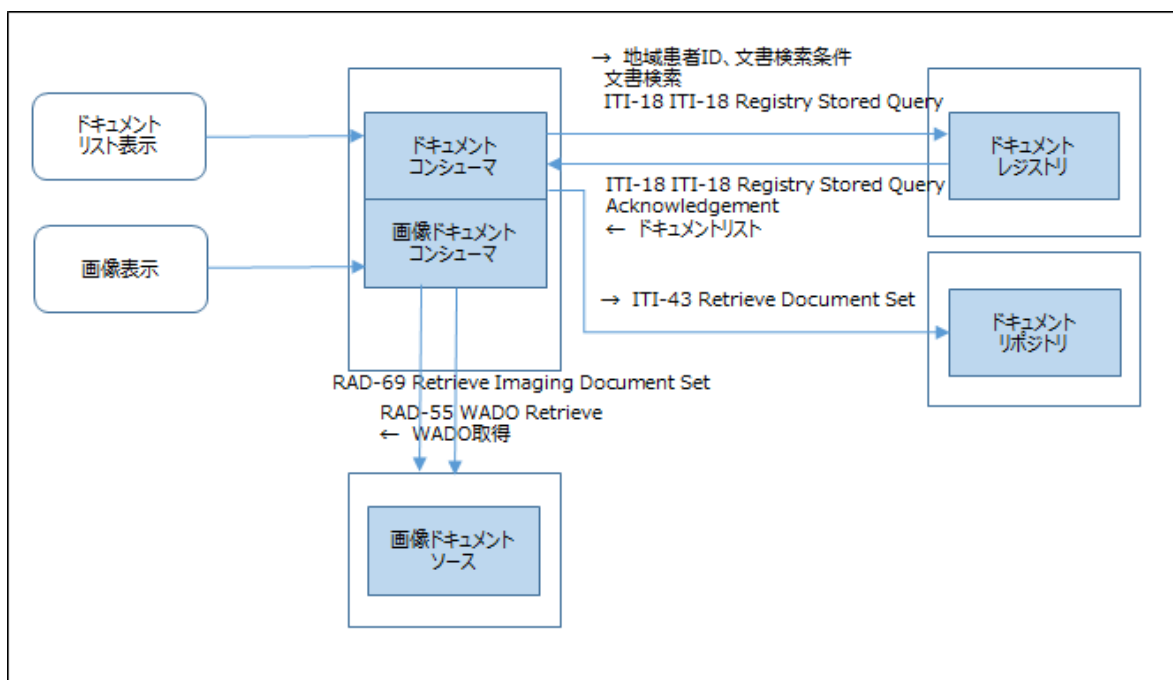 → 地域患者ID、文書検索条件
文書検索
ITI-18 ITI-18 Registry Stored Query
ドキュメント
リスト表示
ドキュメント
コンシューマ
ドキュメント
レジストリ
ITI-18 ITI-18 Registry Stored Query
Acknowledgement
← ドキュメントリスト
画像表示
画像ドキュメント
コンシューマ
→ ITI-43 Retrieve Document Set
ドキュメント
リポジトリ
RAD-69 Retrieve Imaging Document Set
RAD-55 WADO Retrieve
← WADO取得
画像ドキュメント
ソース